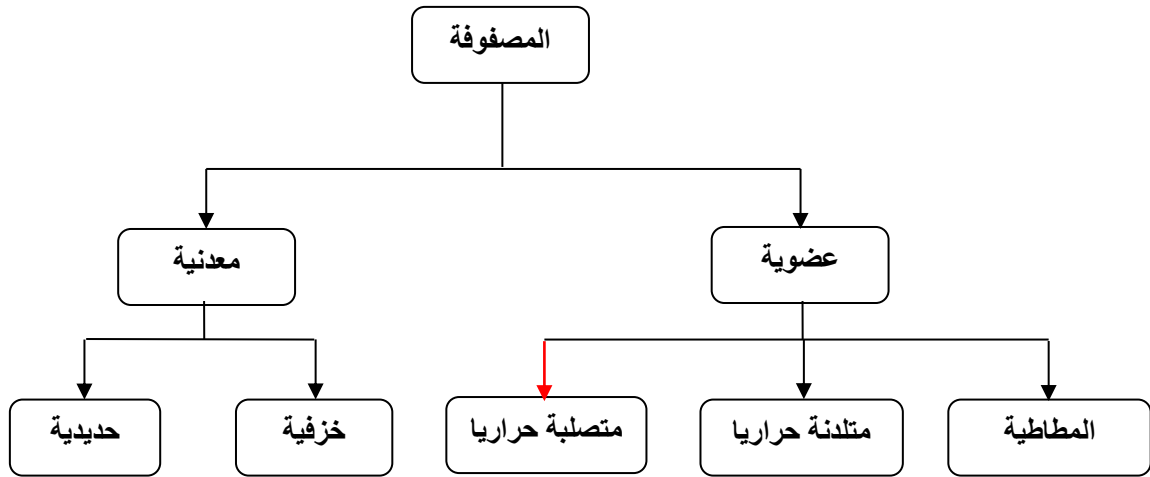 المصفوفة
عضوية
معدنية
المطاطية
متلدنة حراريا
متصلبة حراريا
خزفية
حديدية